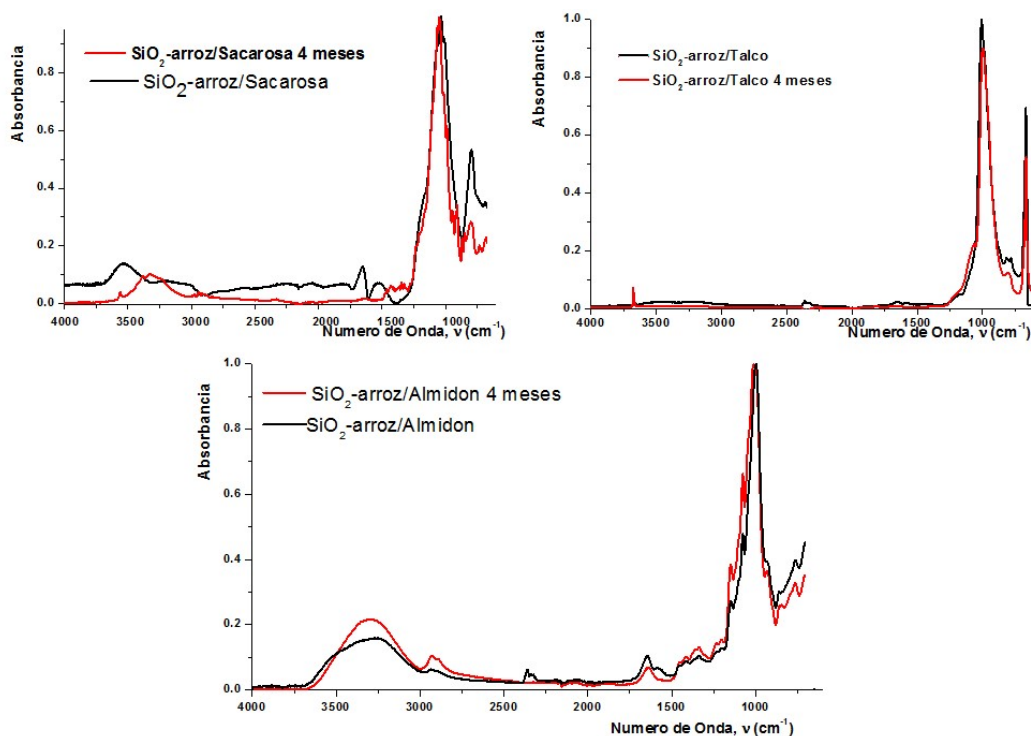 Absorbancia
SiO2-arroz/Sacarosa 4 meses
SiO2-arroz/Sacarosa
0.8
0.6
0.4
0.2
0.0
4000 3500 3000 2500 2000 1500 1000
Numero de Onda, ν (cm-1)
Absorbancia
1.0
SiO2-arroz/Talco
SiO2-arroz/Talco 4 meses
0.8
0.6
0.4
0.2
0.0
4000 3500 3000 2500 2000 1500 1000
Numero de Onda, ν (cm-1)
Absorbancia
1.0
SiO2-arroz/Almidon 4 meses
SiO2-arroz/Almidon
0.8
0.6
0.4
0.2
0.0
4000 3500 3000 2500 2000 1500 1000
Numero de Onda, ν (cm-1)